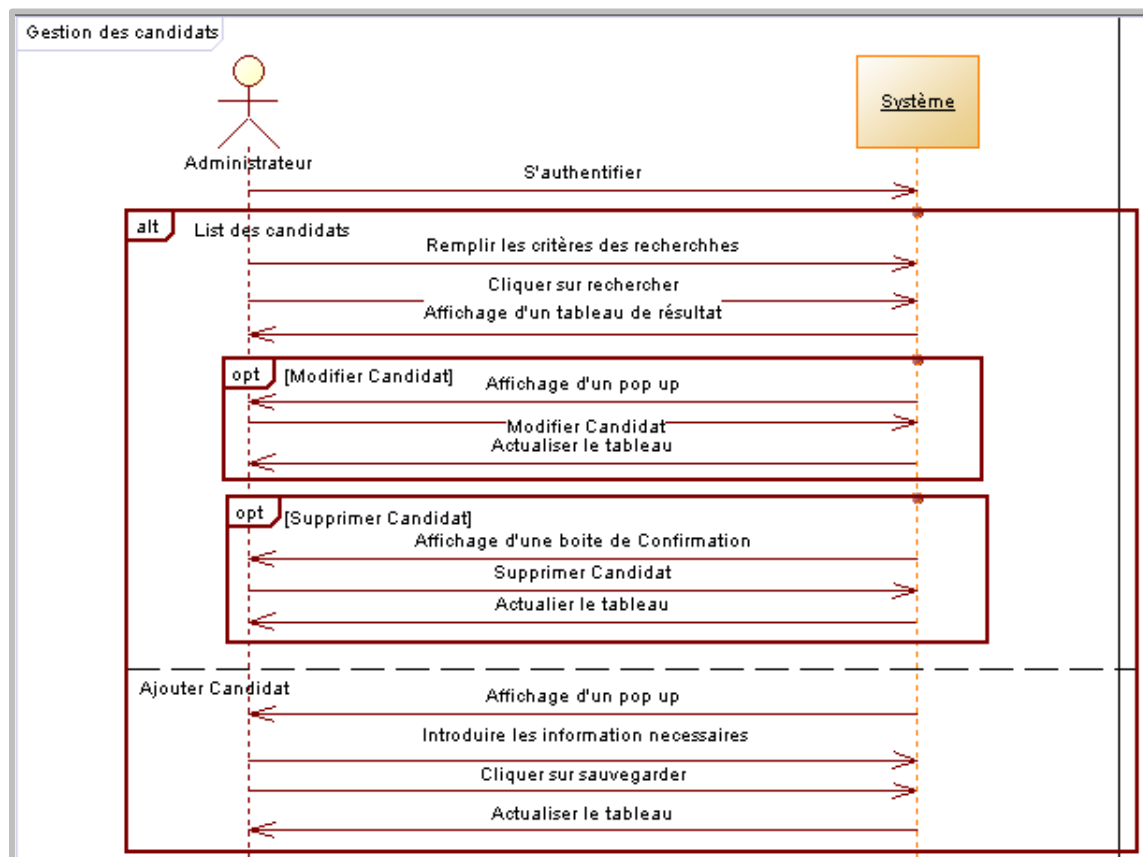 Gestion des candidats
Système
Administrateur
S'authentifier
alt
List des candidats
Remplir les critères des recherchhes
Cliquer sur rechercher
Affichage d'un tableau de résultat
opt
[Modifier Candidat]
Affichage d'un pop up
Modifier Candidat
Actualiser le tableau
opt
[Supprimer Candidat]
Affichage d'une boite de Confirmation
Supprimer Candidat
Actualier le tableau
Ajouter Candidat
Affichage d'un pop up
Introduire les information necessaires
Cliquer sur sauvegarder
Actualiser le tableau